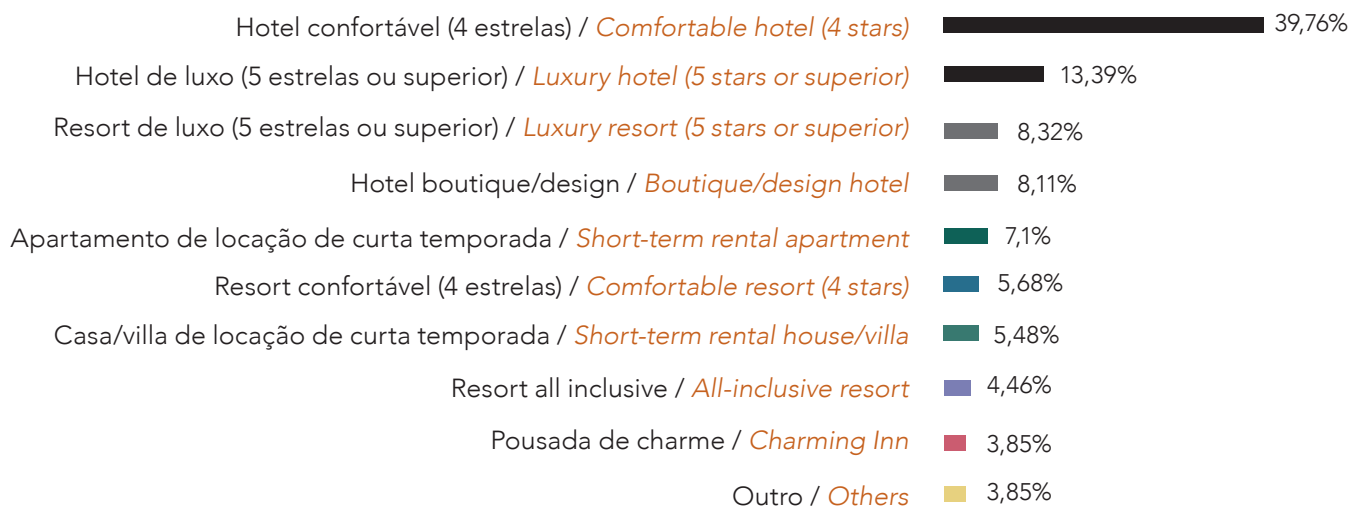 Hotel confortável (4 estrelas) / Comfortable hotel (4 stars) 39,76%
Hotel de luxo (5 estrelas ou superior) / Luxury hotel (5 stars or superior) 13,39%
Resort de luxo (5 estrelas ou superior) / Luxury resort (5 stars or superior) 8,32%
Hotel boutique/design / Boutique/design hotel 8,11%
Apartamento de locação de curta temporada / Short-term rental apartment 7,1%
Resort confortável (4 estrelas) / Comfortable resort (4 stars) 5,68%
Casa/villa de locação de curta temporada / Short-term rental house/villa 5,48%
Resort all inclusive / All-inclusive resort 4,46%
Pousada de charme / Charming Inn 3,85%
Outro / Others 3,85%